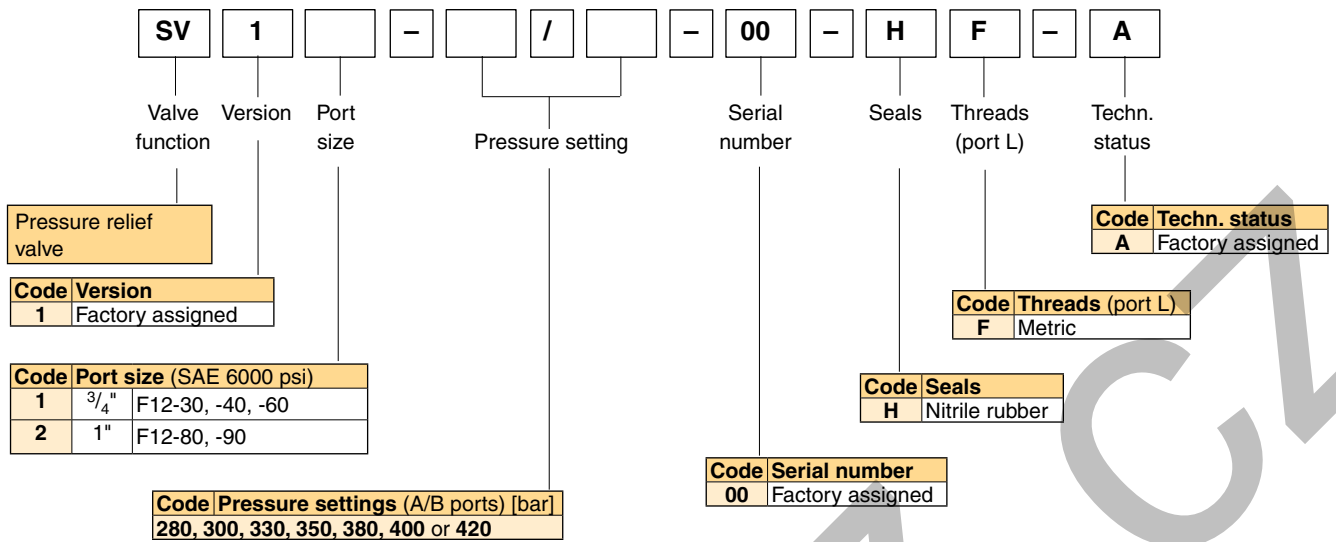 SV 1 – / – 00 – H F – A
Valve function
Version
Port size
Pressure setting
Serial number
Seals
Threads (port L)
Techn. status
Pressure relief valve
Code Version
1 Factory assigned
Code Port size (SAE 6000 psi)
1 3/4" F12-30, -40, -60
2 1" F12-80, -90
Code Pressure settings (A/B ports) [bar]
280, 300, 330, 350, 380, 400 or 420
Code Serial number
00 Factory assigned
Code Seals
H Nitrile rubber
Code Threads (port L)
F Metric
Code Techn. status
A Factory assigned
CZ